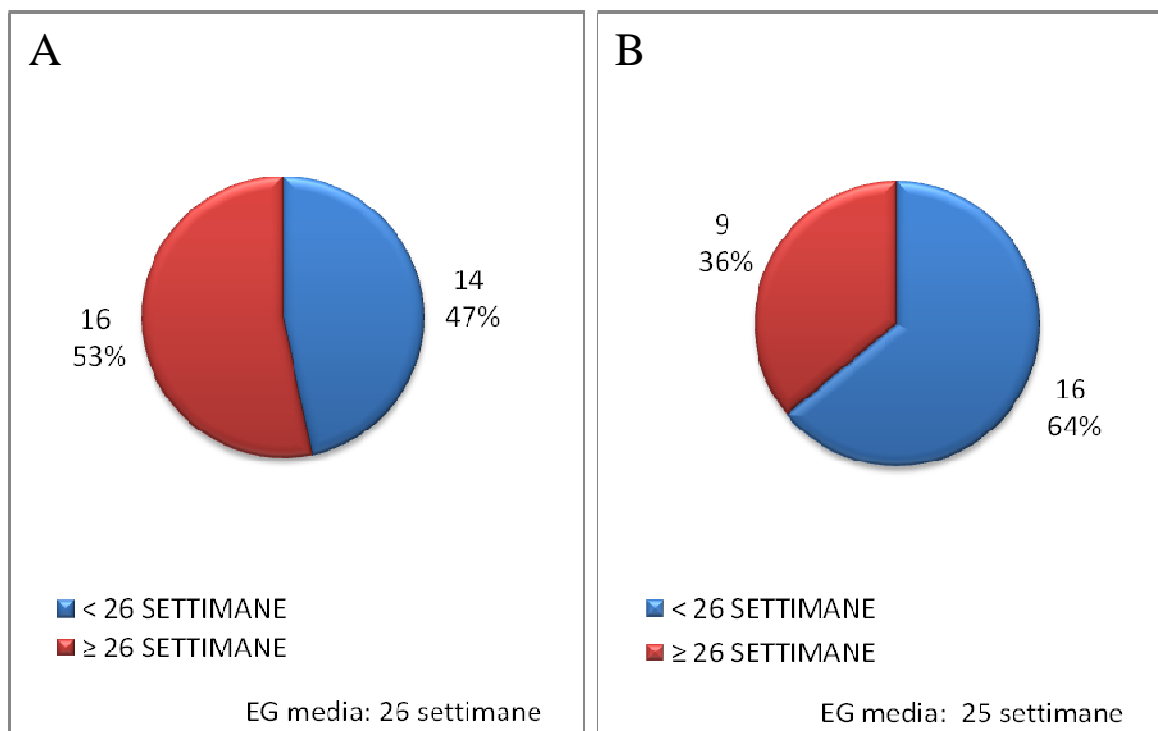 A
14
47%
16
53%
< 26 SETTIMANE
≥ 26 SETTIMANE
EG media: 26 settimane
B
9
36%
16
64%
< 26 SETTIMANE
≥ 26 SETTIMANE
EG media:  25 settimane